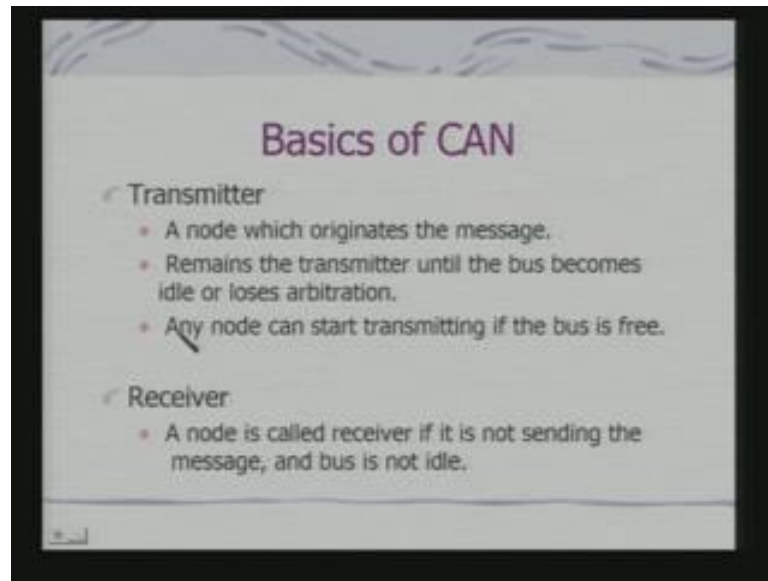 Basics of CAN
Transmitter
A node which originates the message.
Remains the transmitter until the bus becomes
idle or loses arbitration.
Any node can start transmitting if the bus is free.
Receiver
A node is called receiver if it is not sending the
message, and bus is not idle.